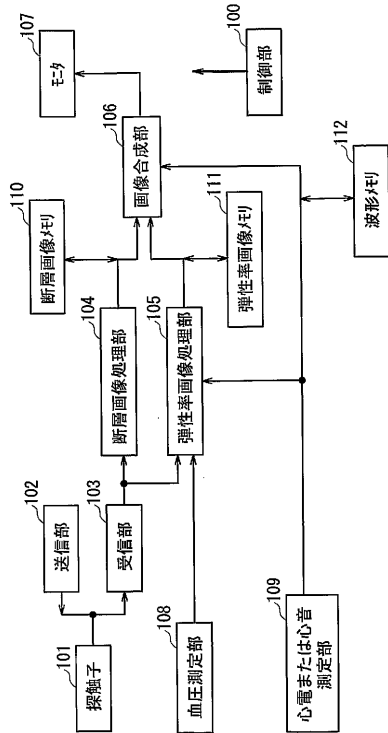 101
探触子
102
送信部
103
受信部
104
断層画像処理部
105
弾性率画像処理部
106
画像合成部
107
モニタ
108
血圧測定部
109
心電または心音
測定部
110
断層画像メモリ
111
弾性率画像メモリ
112
波形メモリ
100
制御部